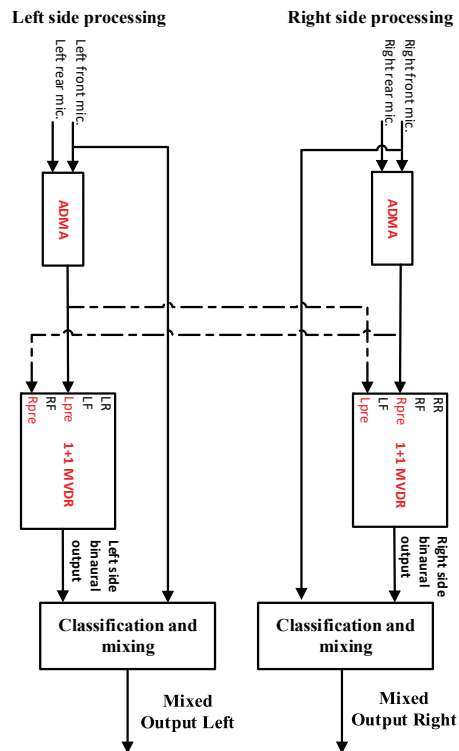 Left side processing
Right side processing
Left rear mic.
Left front mic.
Right rear mic.
Right front mic.
ADMA
ADMA
Rpre
RF
Lpre
LF
LR
1+1 MVDR
Lpre
LF
Rpre
RF
RR
1+1 MVDR
Left side
binaural
output
Right side
binaural
output
Classification and
mixing
Classification and
mixing
Mixed
Output Left
Mixed
Output Right